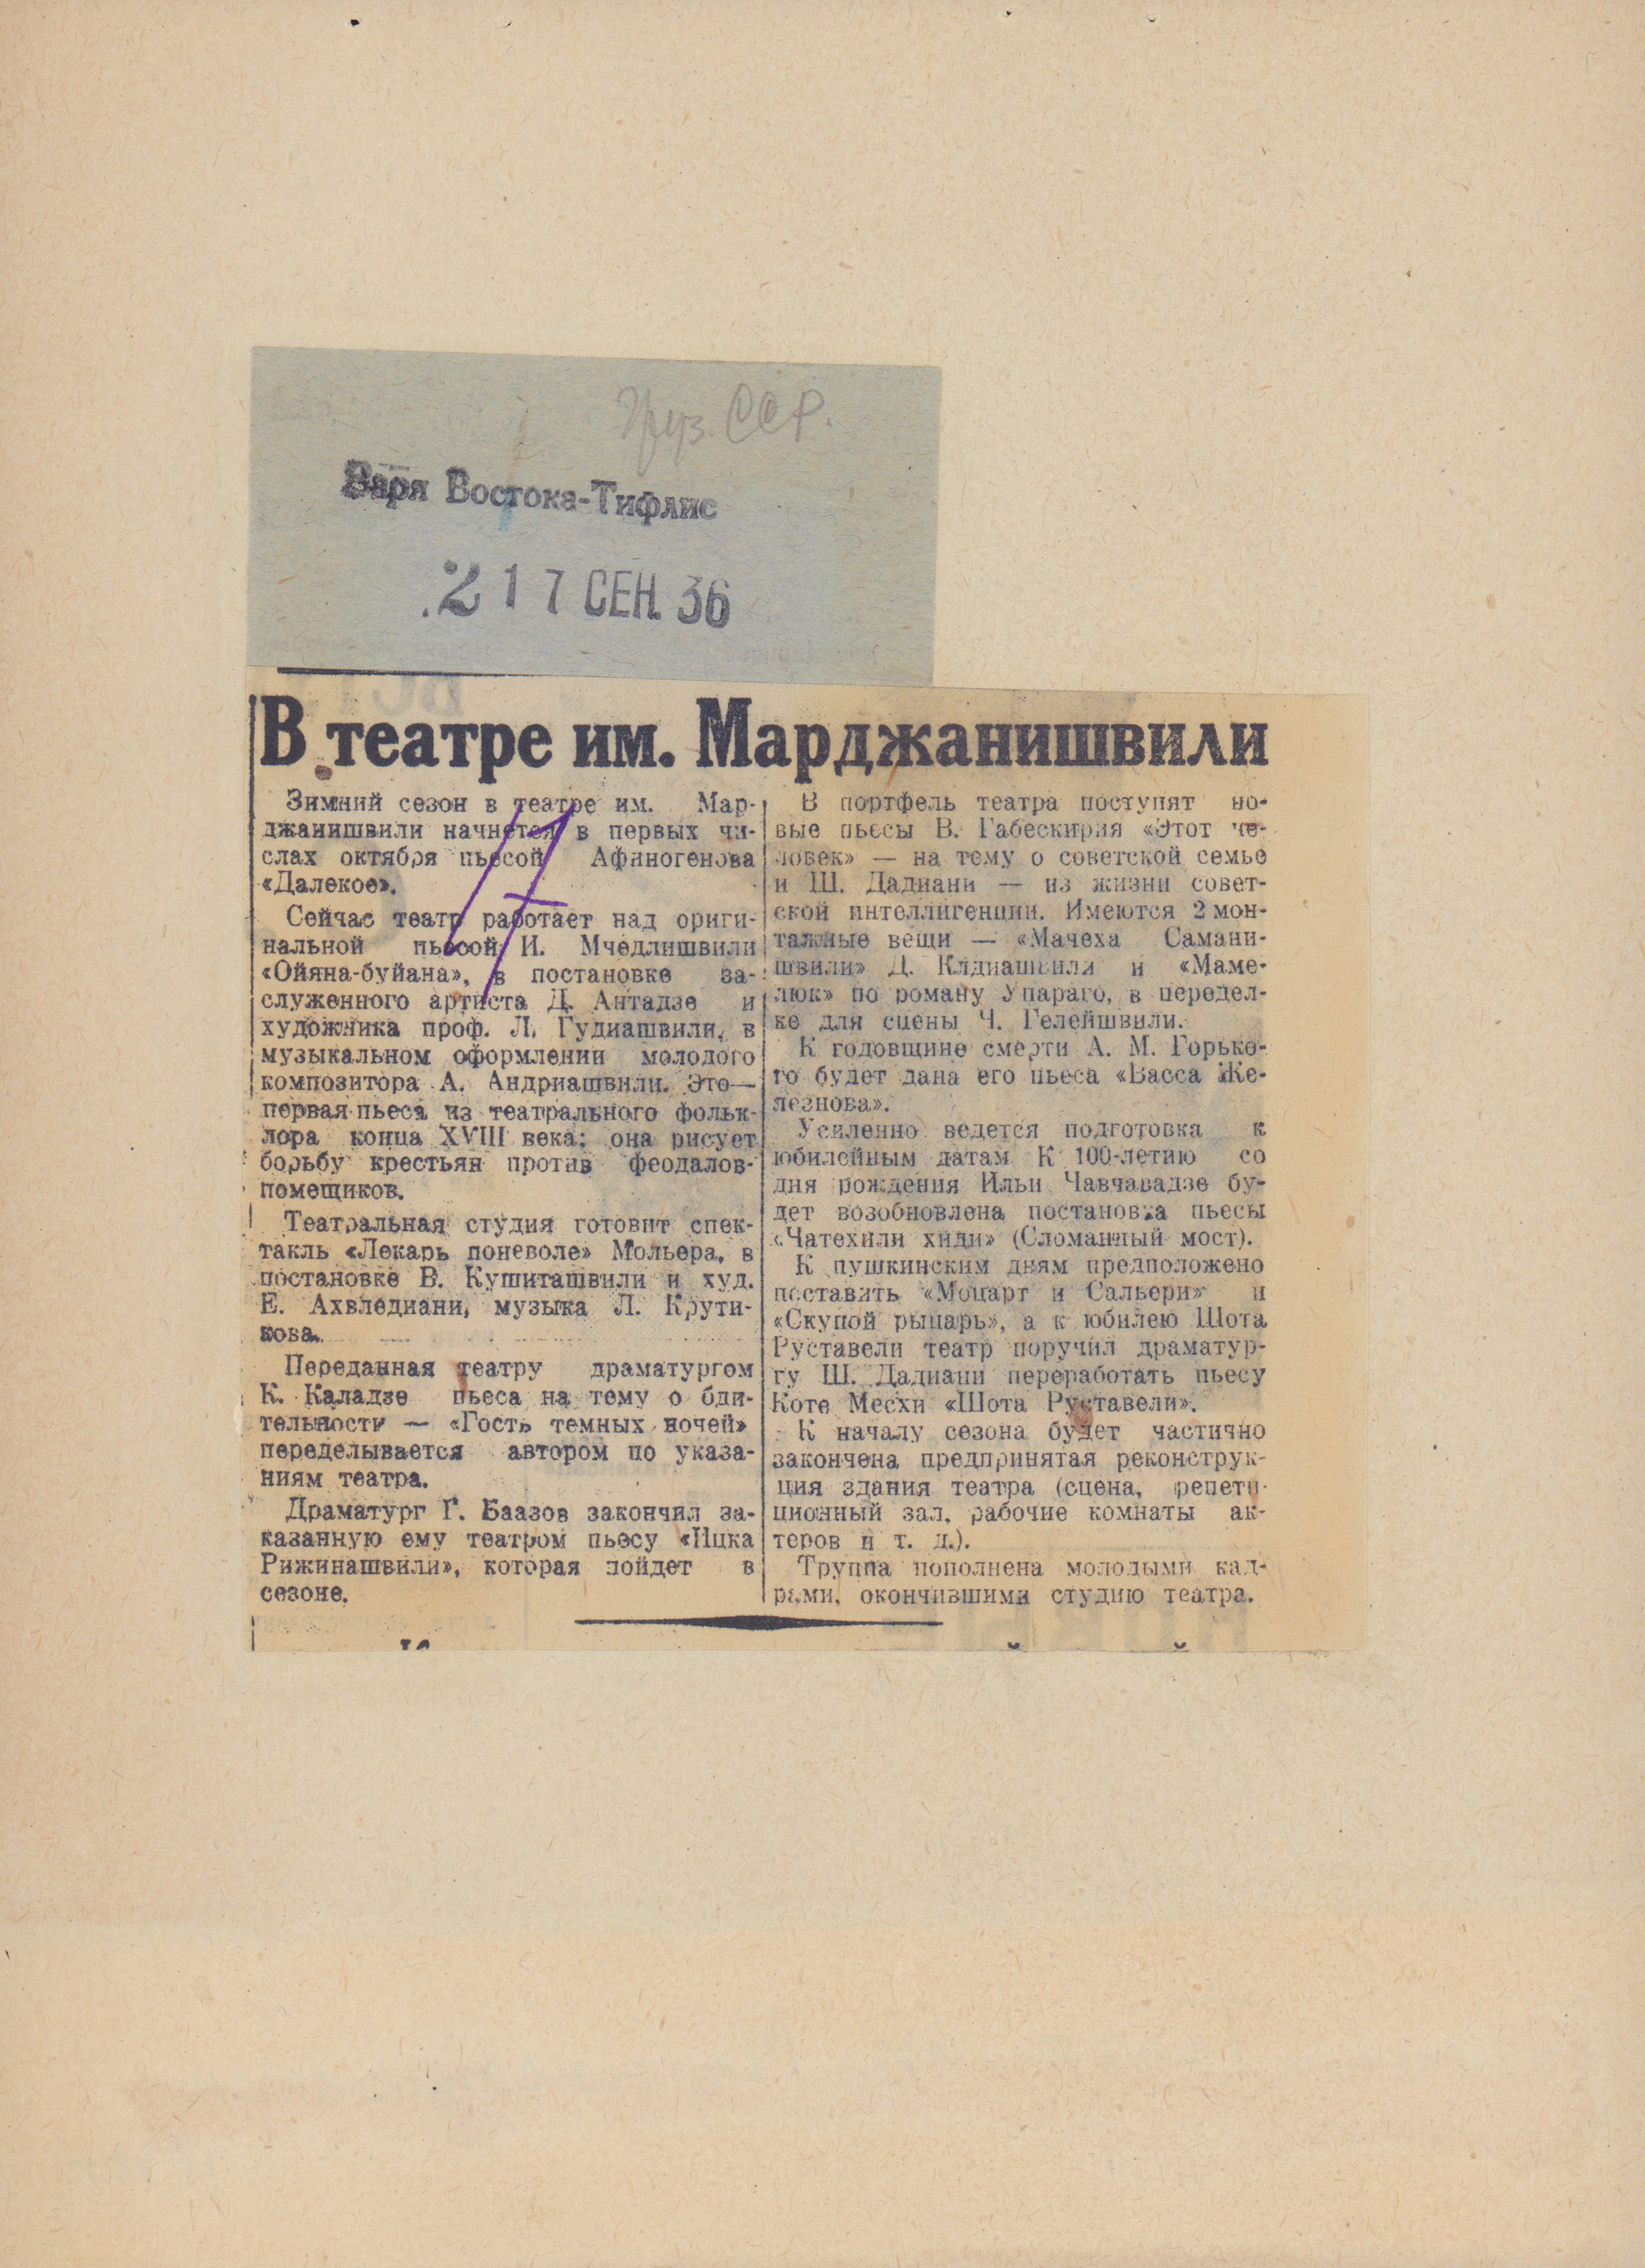 Груз. ССР.
Заря Востока-Тифлис
.2 17 СЕН. 36
В театре им. Марджанишвили
Зимний сезон в театре им. Мар-
джанишвили начнется в первых чи-
слах октября пьесой Афиногенова
«Далекое».
Сейчас театр работает над ориги-
нальной пьесой И. Мчедлишвили
«Ойяна-буйана», в постановке за-
служенного артиста Д. Антадзе и
художника проф. Л. Гудиашвили, в
музыкальном оформлении молодого
композитора А. Андриашвили. Это—
первая пьеса из театрального фольк-
лора конца XVIII века; она рисует
борьбу крестьян против феодалов-
помещиков.
Театральная студия готовит спек-
такль «Лекарь поневоле» Мольера, в
постановке В. Кушиташвили и худ.
Е. Ахвледиани, музыка Л. Крути-
кова.
Переданная театру драматургом
К. Каладзе пьеса на тему о бди-
тельности — «Гость темных ночей»
переделывается автором по указа-
ниям театра.
Драматург Г. Баазов закончил за-
казанную ему театром пьесу «Ицка
Рижинашвили», которая пойдет в
сезоне.
В портфель театра поступят но-
вые пьесы В. Габескирия «Этот че-
ловек» — на тему о советской семье
и Ш. Дадиани — из жизни совет-
ской интеллигенции. Имеются 2 мон-
тажные вещи — «Мачеха Самани-
швили» Д. Клдиашвили и «Маме-
люк» по роману Упараго, в передел-
ке для сцены Ч. Гелейшвили.
К годовщине смерти А. М. Горько-
го будет дана его пьеса «Васса Же-
лезнова».
Усиленно ведется подготовка к
юбилейным датам. К 100-летию со
дня рождения Ильи Чавчавадзе бу-
дет возобновлена постановка пьесы
«Чатехили хиди» (Сломанный мост).
К пушкинским дням предположено
поставить «Моцарт и Сальери» и
«Скупой рыцарь», а к юбилею Шота
Руставели театр поручил драматур-
гу Ш. Дадиани переработать пьесу
Коте Месхи «Шота Руставели».
К началу сезона будет частично
закончена предпринятая реконструк-
ция здания театра (сцена, репети-
ционный зал, рабочие комнаты ак-
теров и т. д.).
Труппа пополнена молодыми кад-
рами, окончившими студию театра.